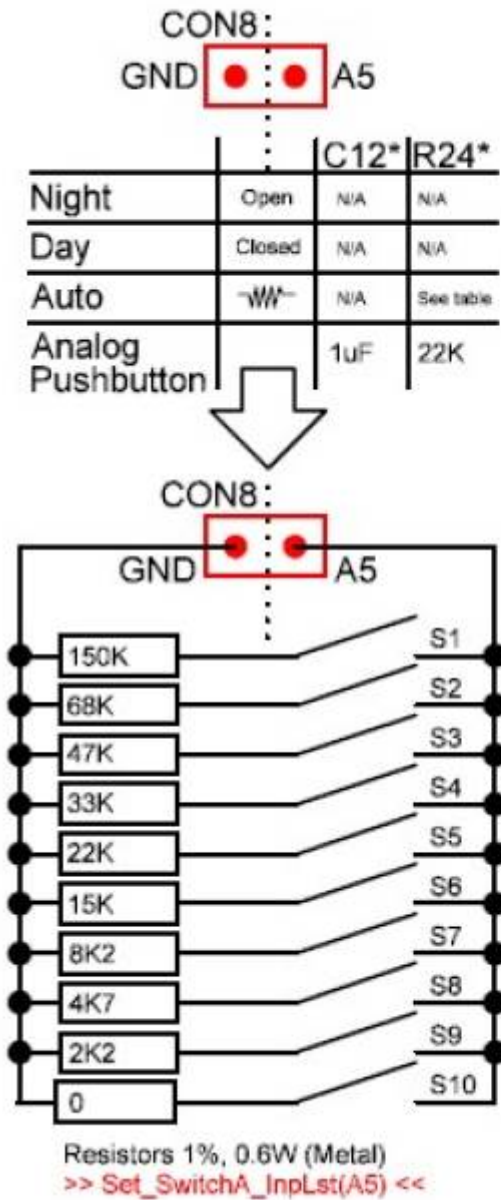 CON8:
GND A5
C12* R24*
Night Open N/A N/A
Day Closed N/A N/A
Auto N/A See table
Analog
Pushbutton 1uF 22K
CON8:
GND A5
150K S1
68K S2
47K S3
33K S4
22K S5
15K S6
8K2 S7
4K7 S8
2K2 S9
0 S10
Resistors 1%, 0.6W (Metal)
>> Set_SwitchA_InpLst(A5) <<